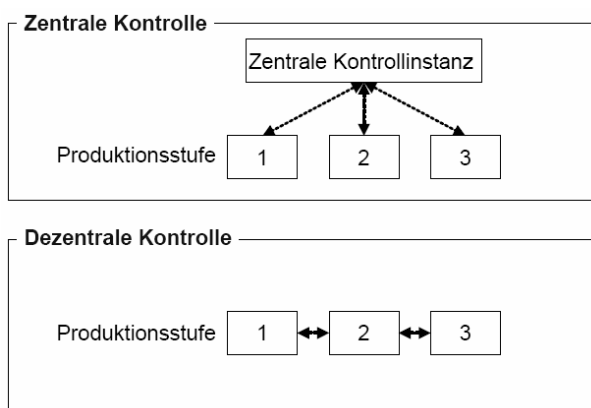 Zentrale Kontrolle
Zentrale Kontrollinstanz
Produktionsstufe 1 2 3
Dezentrale Kontrolle
Produktionsstufe 1 2 3